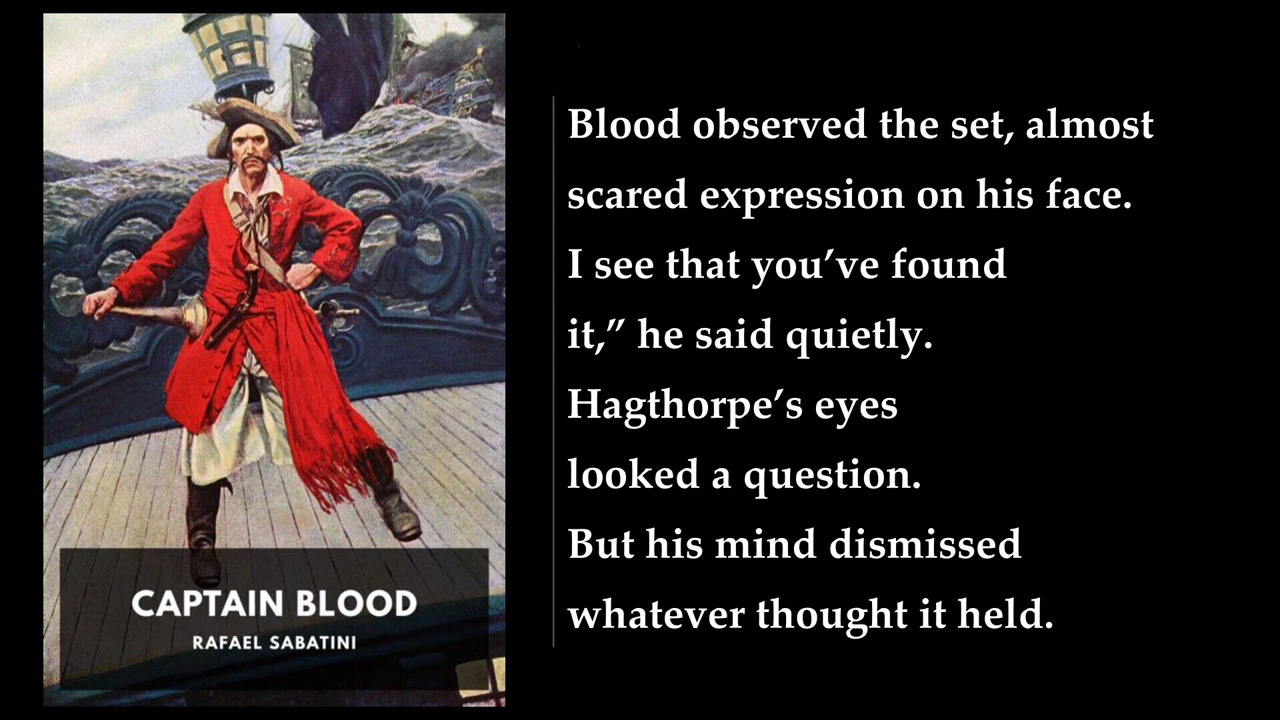 CAPTAIN BLOOD
RAFAEL SABATINI
Blood observed the set, almost
scared expression on his face.
I see that you’ve found
it,” he said quietly.
Hagthorpe’s eyes
looked a question.
But his mind dismissed
whatever thought it held.